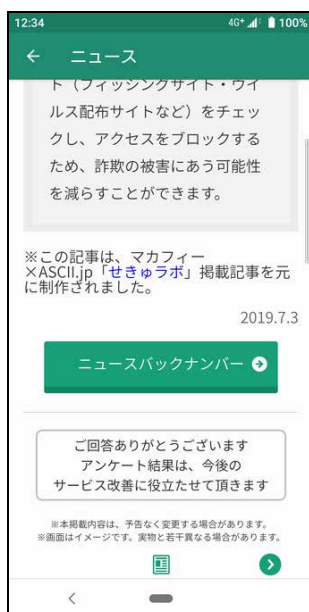 12:34
4G+
100%
ニュース
ト（フィッシングサイト・ウイ
ルス配布サイトなど）をチェッ
クし、アクセスをブロックする
ため、詐欺の被害にあう可能性
を減らすことができます。
※この記事は、マカフィー
×ASCII.jp「せきゅラボ」掲載記事を元
に制作されました。
2019.7.3
ニュースバックナンバー
ご回答ありがとうございます
アンケート結果は、今後の
サービス改善に役立たせて頂きます
※本掲載内容は、予告なく変更する場合があります。
※画面はイメージです。実物と若干異なる場合があります。